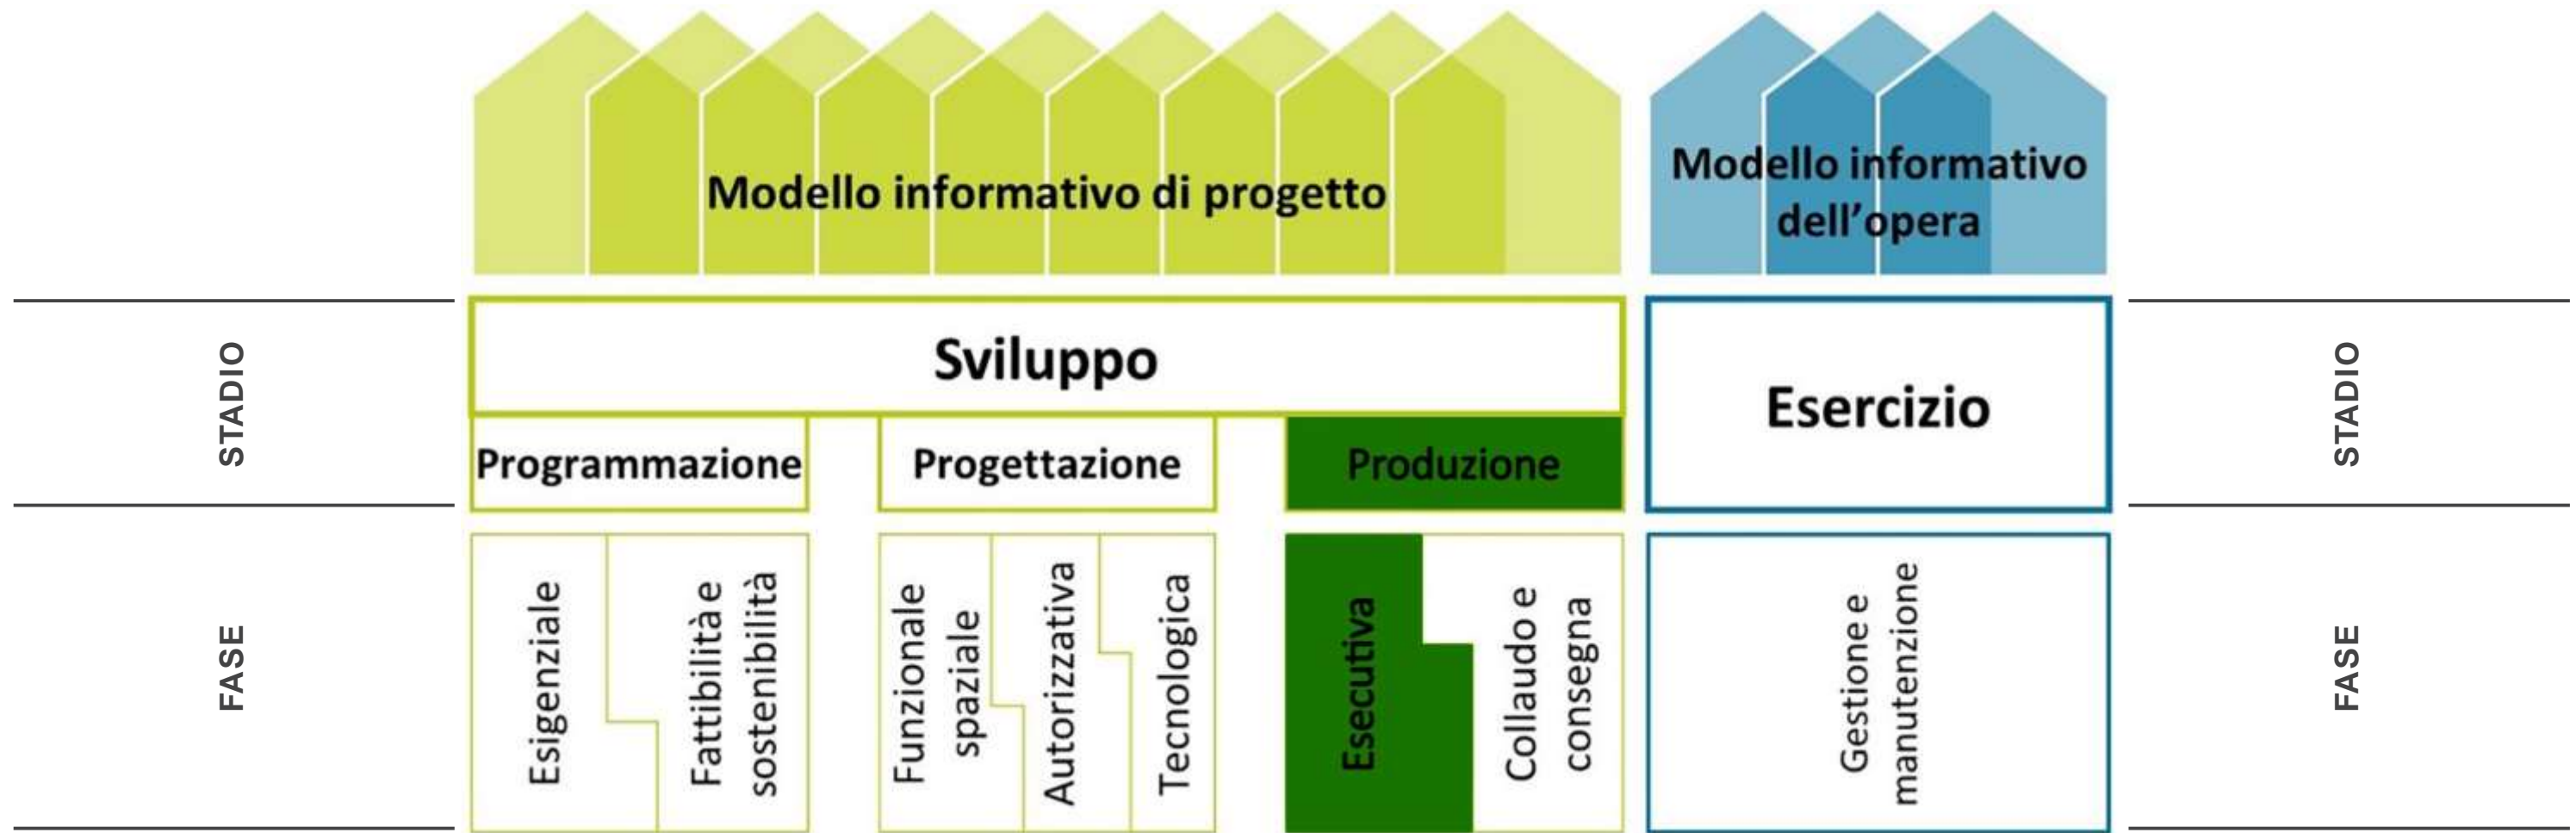 Modello informativo di progetto
Modello informativo
dell'opera
STADIO
Sviluppo
Esercizio
STADIO
Programmazione
Progettazione
Produzione
FASE
Esigenziale
Fattibilità e
sostenibilità
Funzionale
spaziale
Autorizzativa
Tecnologica
Esecutiva
Collaudo e
consegna
Gestione e
manutenzione
FASE